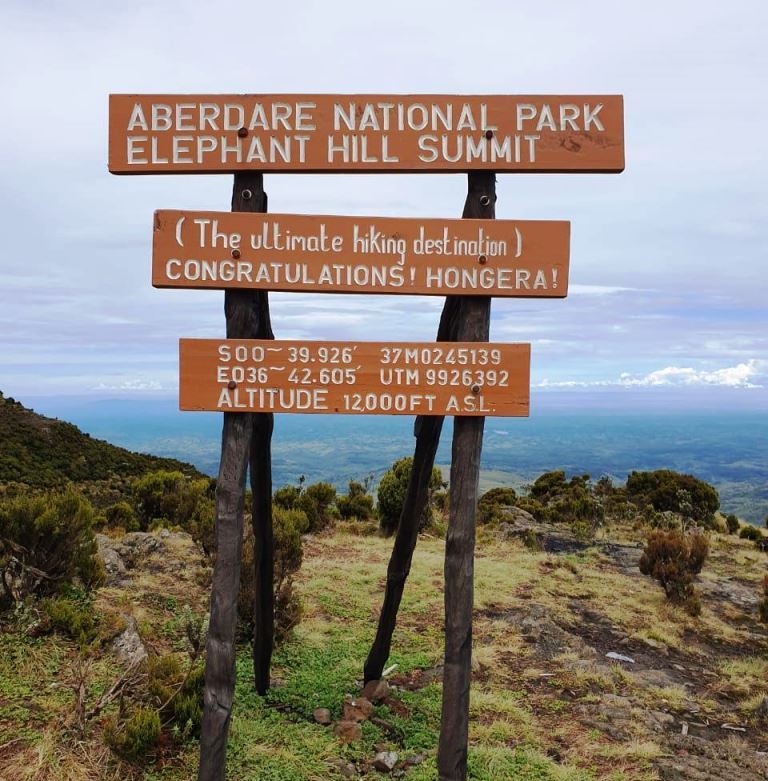 ABERDARE NATIONAL PARK
ELEPHANT HILL SUMMIT
(The ultimate hiking destination)
CONGRATULATIONS! HONGERA!
S00~39.926' 37M0245139
E036~42.605' UTM 9926392
ALTITUDE 12,000FT A.S.L.